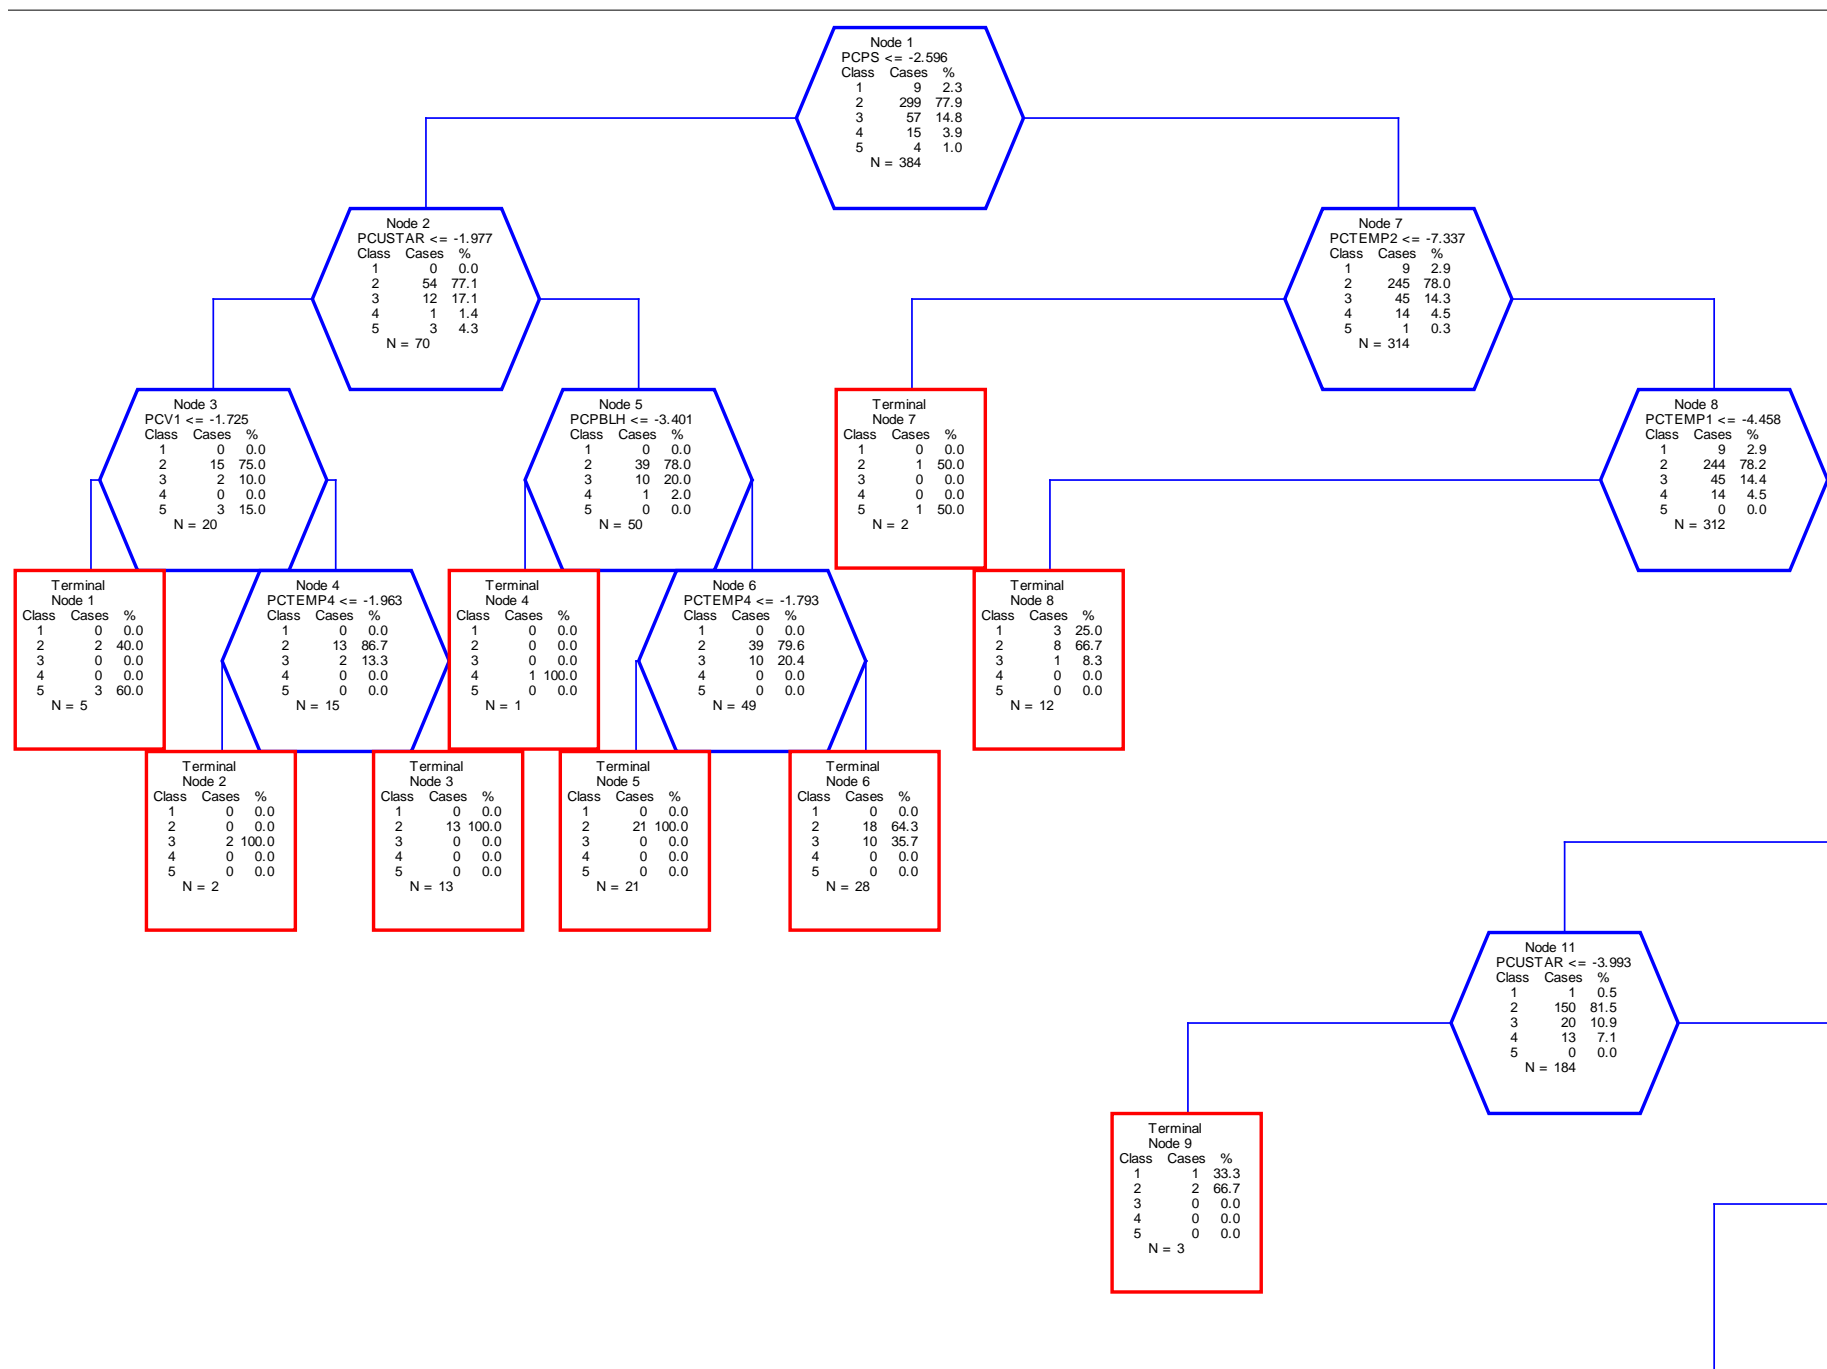 Node 1
PCPS <= -2.596
Class Cases %
1 9 2.3
2 299 77.9
3 57 14.8
4 15 3.9
5 4 1.0
N = 384
Node 2
PCUSTAR <= -1.977
Class Cases %
1 0 0.0
2 54 77.1
3 12 17.1
4 1 1.4
5 3 4.3
N = 70
Node 7
PCTEMP2 <= -7.337
Class Cases %
1 9 2.9
2 245 78.0
3 45 14.3
4 14 4.5
5 1 0.3
N = 314
Node 3
PCV1 <= -1.725
Class Cases %
1 0 0.0
2 15 75.0
3 2 10.0
4 0 0.0
5 3 15.0
N = 20
Node 5
PCPBLH <= -3.401
Class Cases %
1 0 0.0
2 39 78.0
3 10 20.0
4 1 2.0
5 0 0.0
N = 50
Terminal
Node 7
Class Cases %
1 0 0.0
2 1 50.0
3 0 0.0
4 0 0.0
5 1 50.0
N = 2
Node 8
PCTEMP1 <= -4.458
Class Cases %
1 9 2.9
2 244 78.2
3 45 14.4
4 14 4.5
5 0 0.0
N = 312
Terminal
Node 1
Class Cases %
1 0 0.0
2 2 40.0
3 0 0.0
4 0 0.0
5 3 60.0
N = 5
Node 4
PCTEMP4 <= -1.963
Class Cases %
1 0 0.0
2 13 86.7
3 2 13.3
4 0 0.0
5 0 0.0
N = 15
Terminal
Node 4
Class Cases %
1 0 0.0
2 0 0.0
3 0 0.0
4 1 100.0
5 0 0.0
N = 1
Node 6
PCTEMP4 <= -1.793
Class Cases %
1 0 0.0
2 39 79.6
3 10 20.4
4 0 0.0
5 0 0.0
N = 49
Terminal
Node 8
Class Cases %
1 3 25.0
2 8 66.7
3 1 8.3
4 0 0.0
5 0 0.0
N = 12
Terminal
Node 2
Class Cases %
1 0 0.0
2 0 0.0
3 2 100.0
4 0 0.0
5 0 0.0
N = 2
Terminal
Node 3
Class Cases %
1 0 0.0
2 13 100.0
3 0 0.0
4 0 0.0
5 0 0.0
N = 13
Terminal
Node 5
Class Cases %
1 0 0.0
2 21 100.0
3 0 0.0
4 0 0.0
5 0 0.0
N = 21
Terminal
Node 6
Class Cases %
1 0 0.0
2 18 64.3
3 10 35.7
4 0 0.0
5 0 0.0
N = 28
Node 11
PCUSTAR <= -3.993
Class Cases %
1 1 0.5
2 150 81.5
3 20 10.9
4 13 7.1
5 0 0.0
N = 184
Terminal
Node 9
Class Cases %
1 1 33.3
2 2 66.7
3 0 0.0
4 0 0.0
5 0 0.0
N = 3